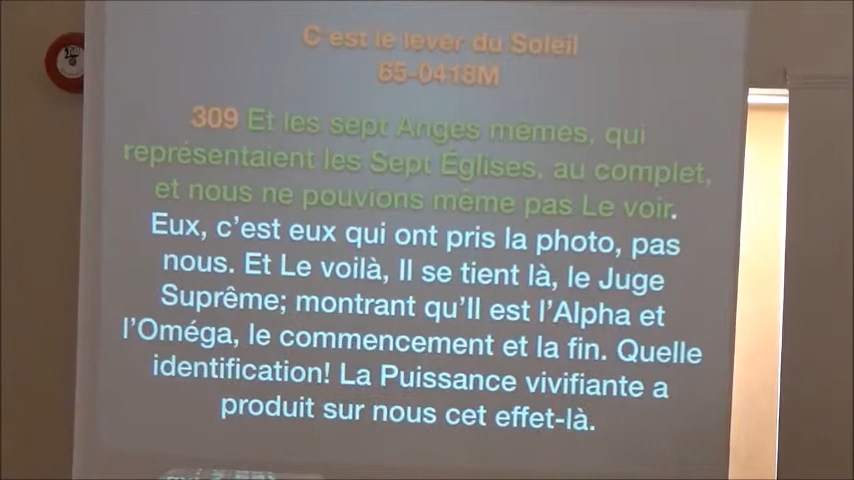 C'est le lever du Soleil
65-0418M
309 Et les sept Anges mêmes, qui
représentaient les Sept Églises, au complet,
et nous ne pouvions même pas Le voir.
Eux, c'est eux qui ont pris la photo, pas
nous. Et Le voilà, Il se tient là, le Juge
Suprême; montrant qu'Il est l'Alpha et
l'Oméga, le commencement et la fin. Quelle
identification! La Puissance vivifiante a
produit sur nous cet effet-là.